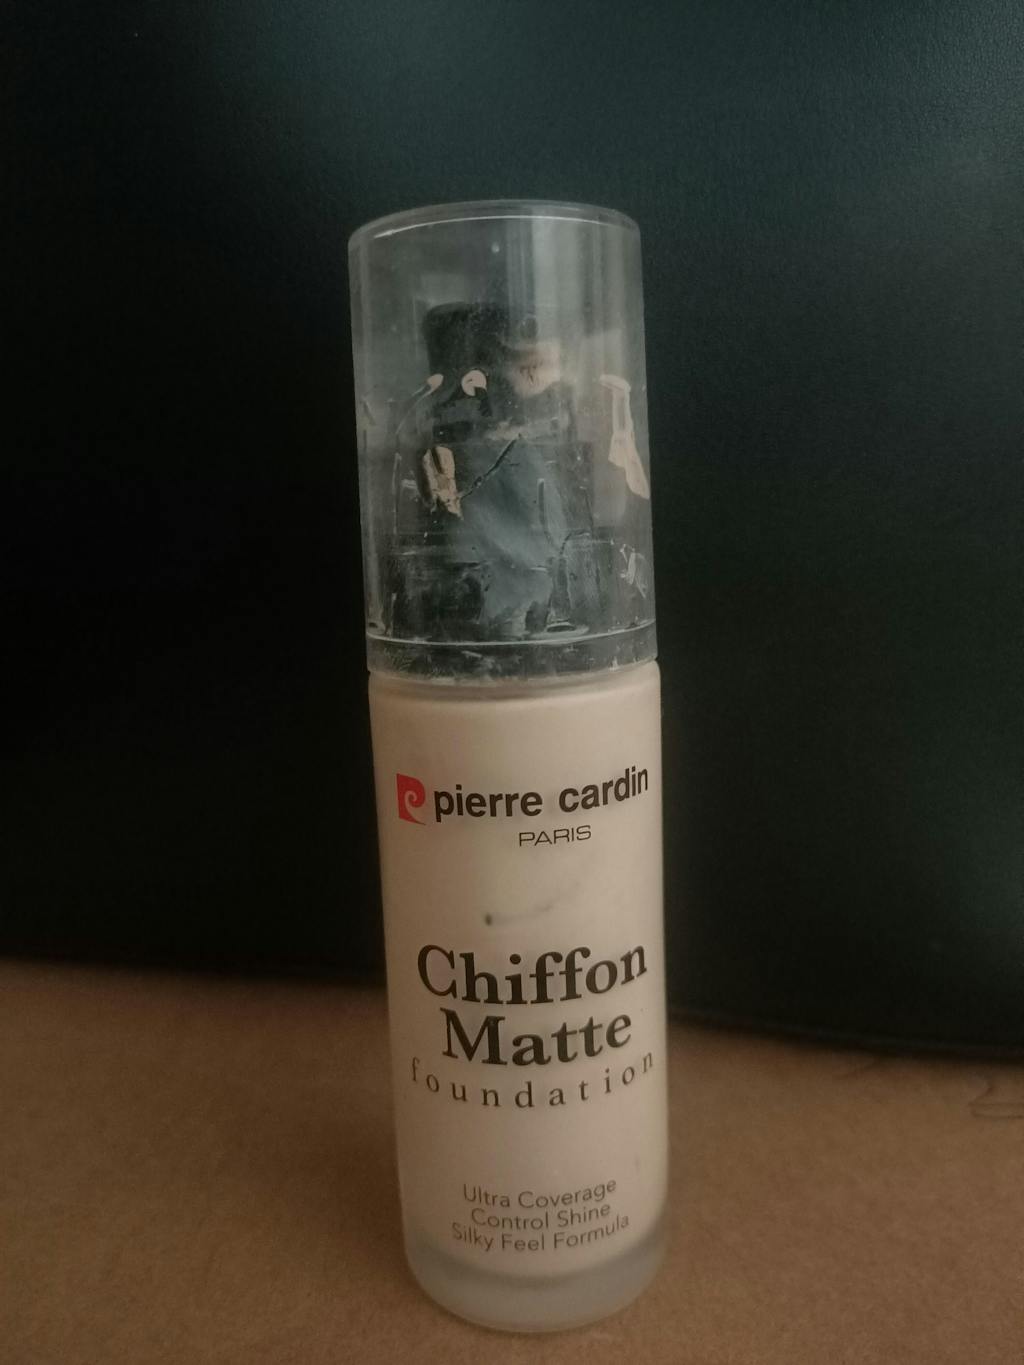 pierre cardin
PARIS
Chiffon
Matte
foundation
Ultra Coverage
Control Shine
Silky Feel Formula